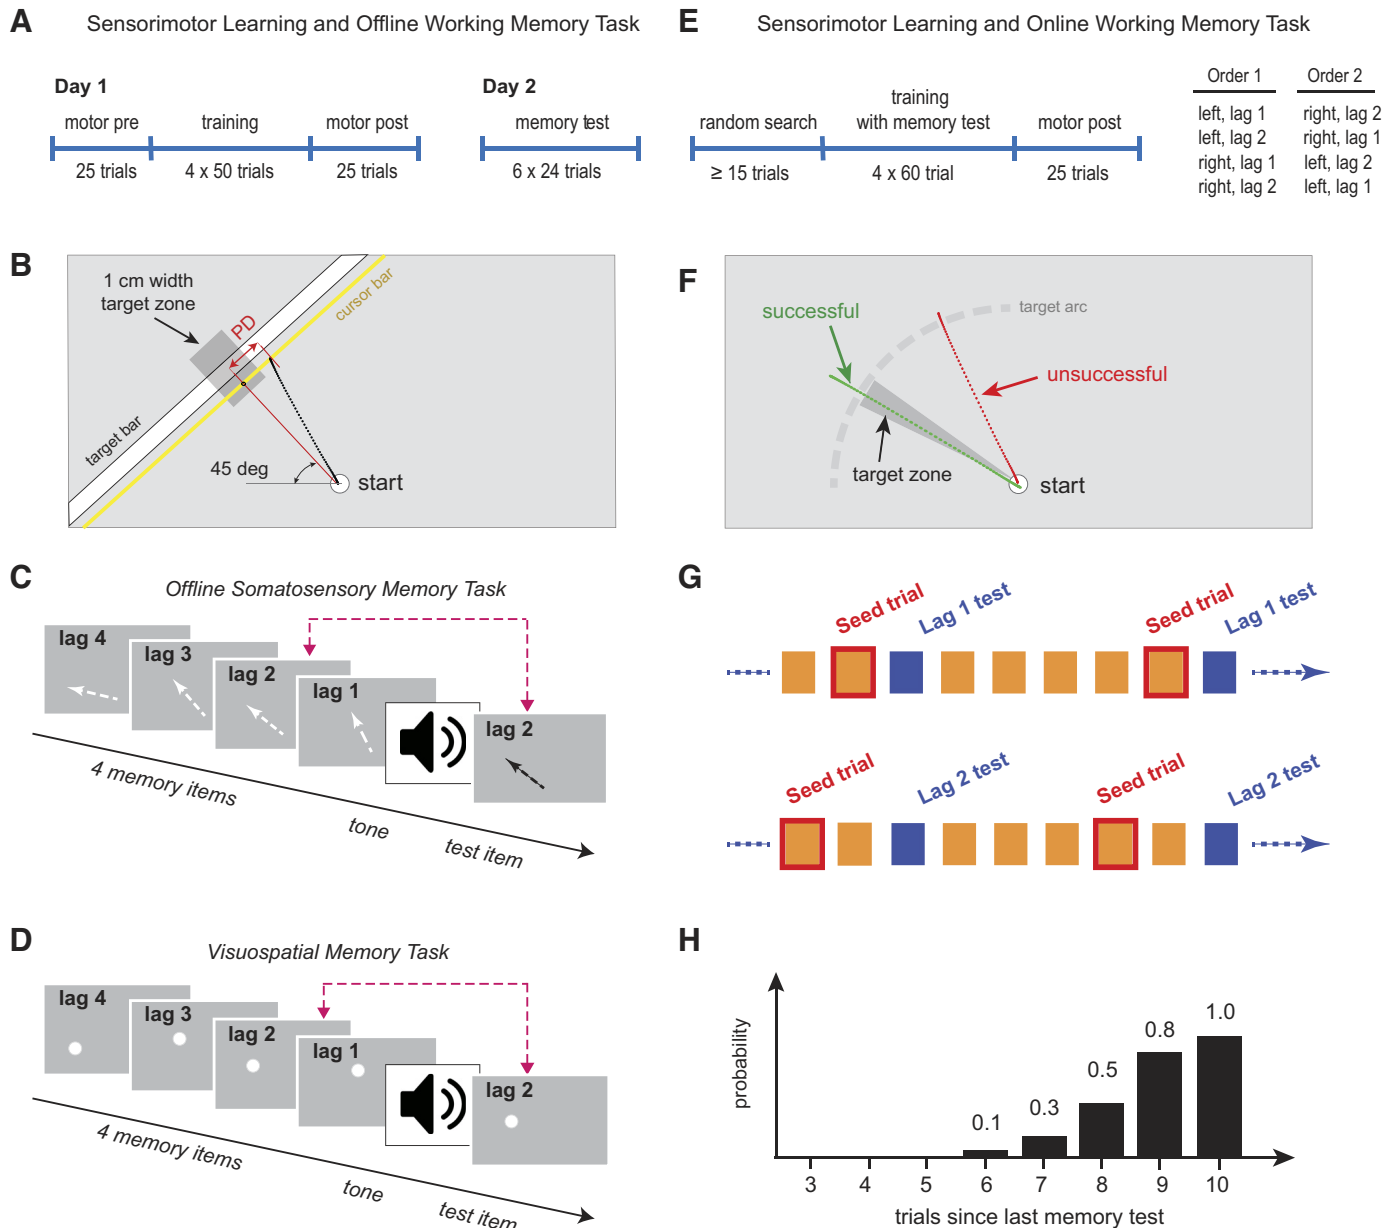 A
Sensorimotor Learning and Offline Working Memory Task
Day 1
Day 2
motor pre
training
motor post
memory test
25 trials
4 x 50 trials
25 trials
6 x 24 trials
B
1 cm width
target zone
PD
cursor bar
target bar
45 deg
start
C
Offline Somatosensory Memory Task
lag 4
lag 3
lag 2
lag 1
lag 2
4 memory items
tone
test item
D
Visuospatial Memory Task
lag 4
lag 3
lag 2
lag 1
lag 2
4 memory items
tone
test item
E
Sensorimotor Learning and Online Working Memory Task
random search
training
with memory test
motor post
≥ 15 trials
4 x 60 trial
25 trials
Order 1
Order 2
left, lag 1
right, lag 2
left, lag 2
right, lag 1
right, lag 1
left, lag 2
right, lag 2
left, lag 1
F
successful
target arc
unsuccessful
target zone
start
G
Seed trial
Lag 1 test
Seed trial
Lag 1 test
Seed trial
Lag 2 test
Seed trial
Lag 2 test
H
probability
0.1
0.3
0.5
0.8
1.0
3
4
5
6
7
8
9
10
trials since last memory test